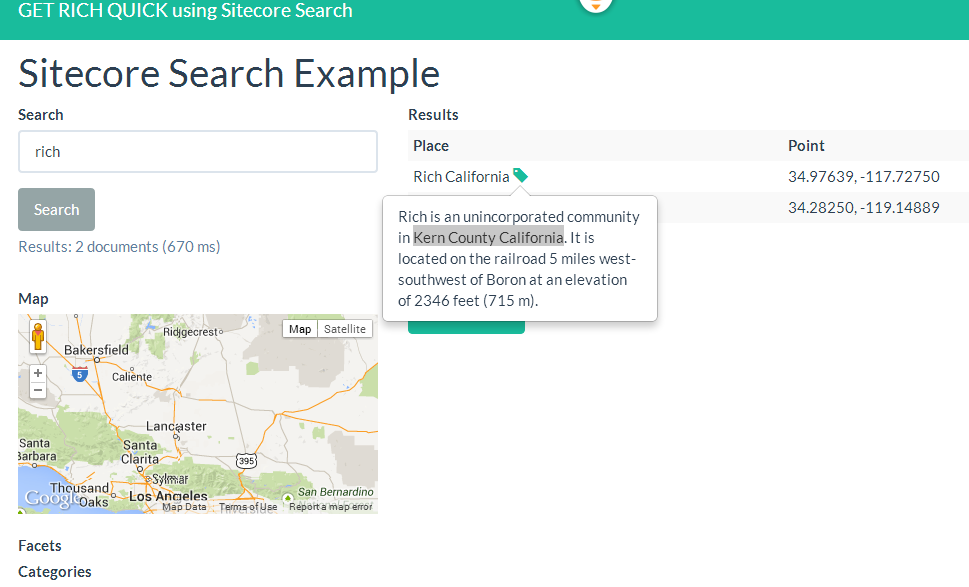 GET RICH QUICK using Sitecore Search
Sitecore Search Example
Search
rich
Search
Results: 2 documents (670 ms)
Results
Place Point
Rich California 34.97639, -117.72750
34.28250, -119.14889
Rich is an unincorporated community
in Kern County California. It is
located on the railroad 5 miles west-
southwest of Boron at an elevation
of 2346 feet (715 m).
Map
Map Satellite
Ridgecrest
Bakersfield
5
Caliente
Lancaster
Santa
Barbara
Santa
Clarita
395
Sylmar
Thousand
Oaks
Los Angeles
San Bernardino
Riverside
Google
Map Data Terms of Use Report a map error
Facets
Categories